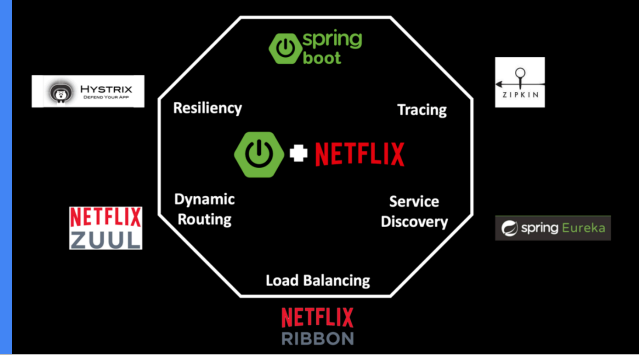 spring
boot
HYSTRIX
DEFEND YOUR APP
ZIPKIN
Resiliency
Tracing
NETFLIX
Dynamic
Routing
Service
Discovery
NETFLIX
ZUUL
spring Eureka
Load Balancing
NETFLIX
RIBBON